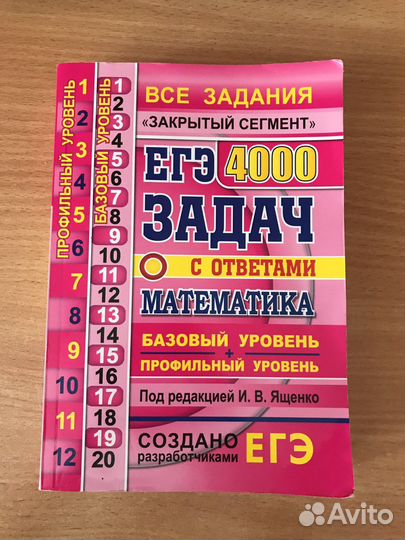 ВСЕ ЗАДАНИЯ
«ЗАКРЫТЫЙ СЕГМЕНТ»
ЕГЭ 4000
ЗАДАЧ
С ОТВЕТАМИ
МАТЕМАТИКА
БАЗОВЫЙ УРОВЕНЬ
+
ПРОФИЛЬНЫЙ УРОВЕНЬ
Под редакцией И. В. Ященко
СОЗДАНО
разработчиками
ЕГЭ
ПРОФИЛЬНЫЙ УРОВЕНЬ
1
2
3
4
5
6
7
8
9
10
11
12
БАЗОВЫЙ УРОВЕНЬ
1
2
3
4
5
6
7
8
9
10
11
12
13
14
15
16
17
18
19
20
Avito